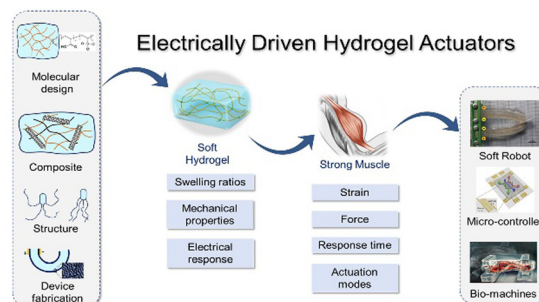 Electrically Driven Hydrogel Actuators
Molecular
design
Composite
Structure
Device
fabrication
Soft
Hydrogel
Swelling ratios
Mechanical
properties
Electrical
response
Strong Muscle
Strain
Force
Response time
Actuation
modes
Soft Robot
Micro-controlle
Bio-machines